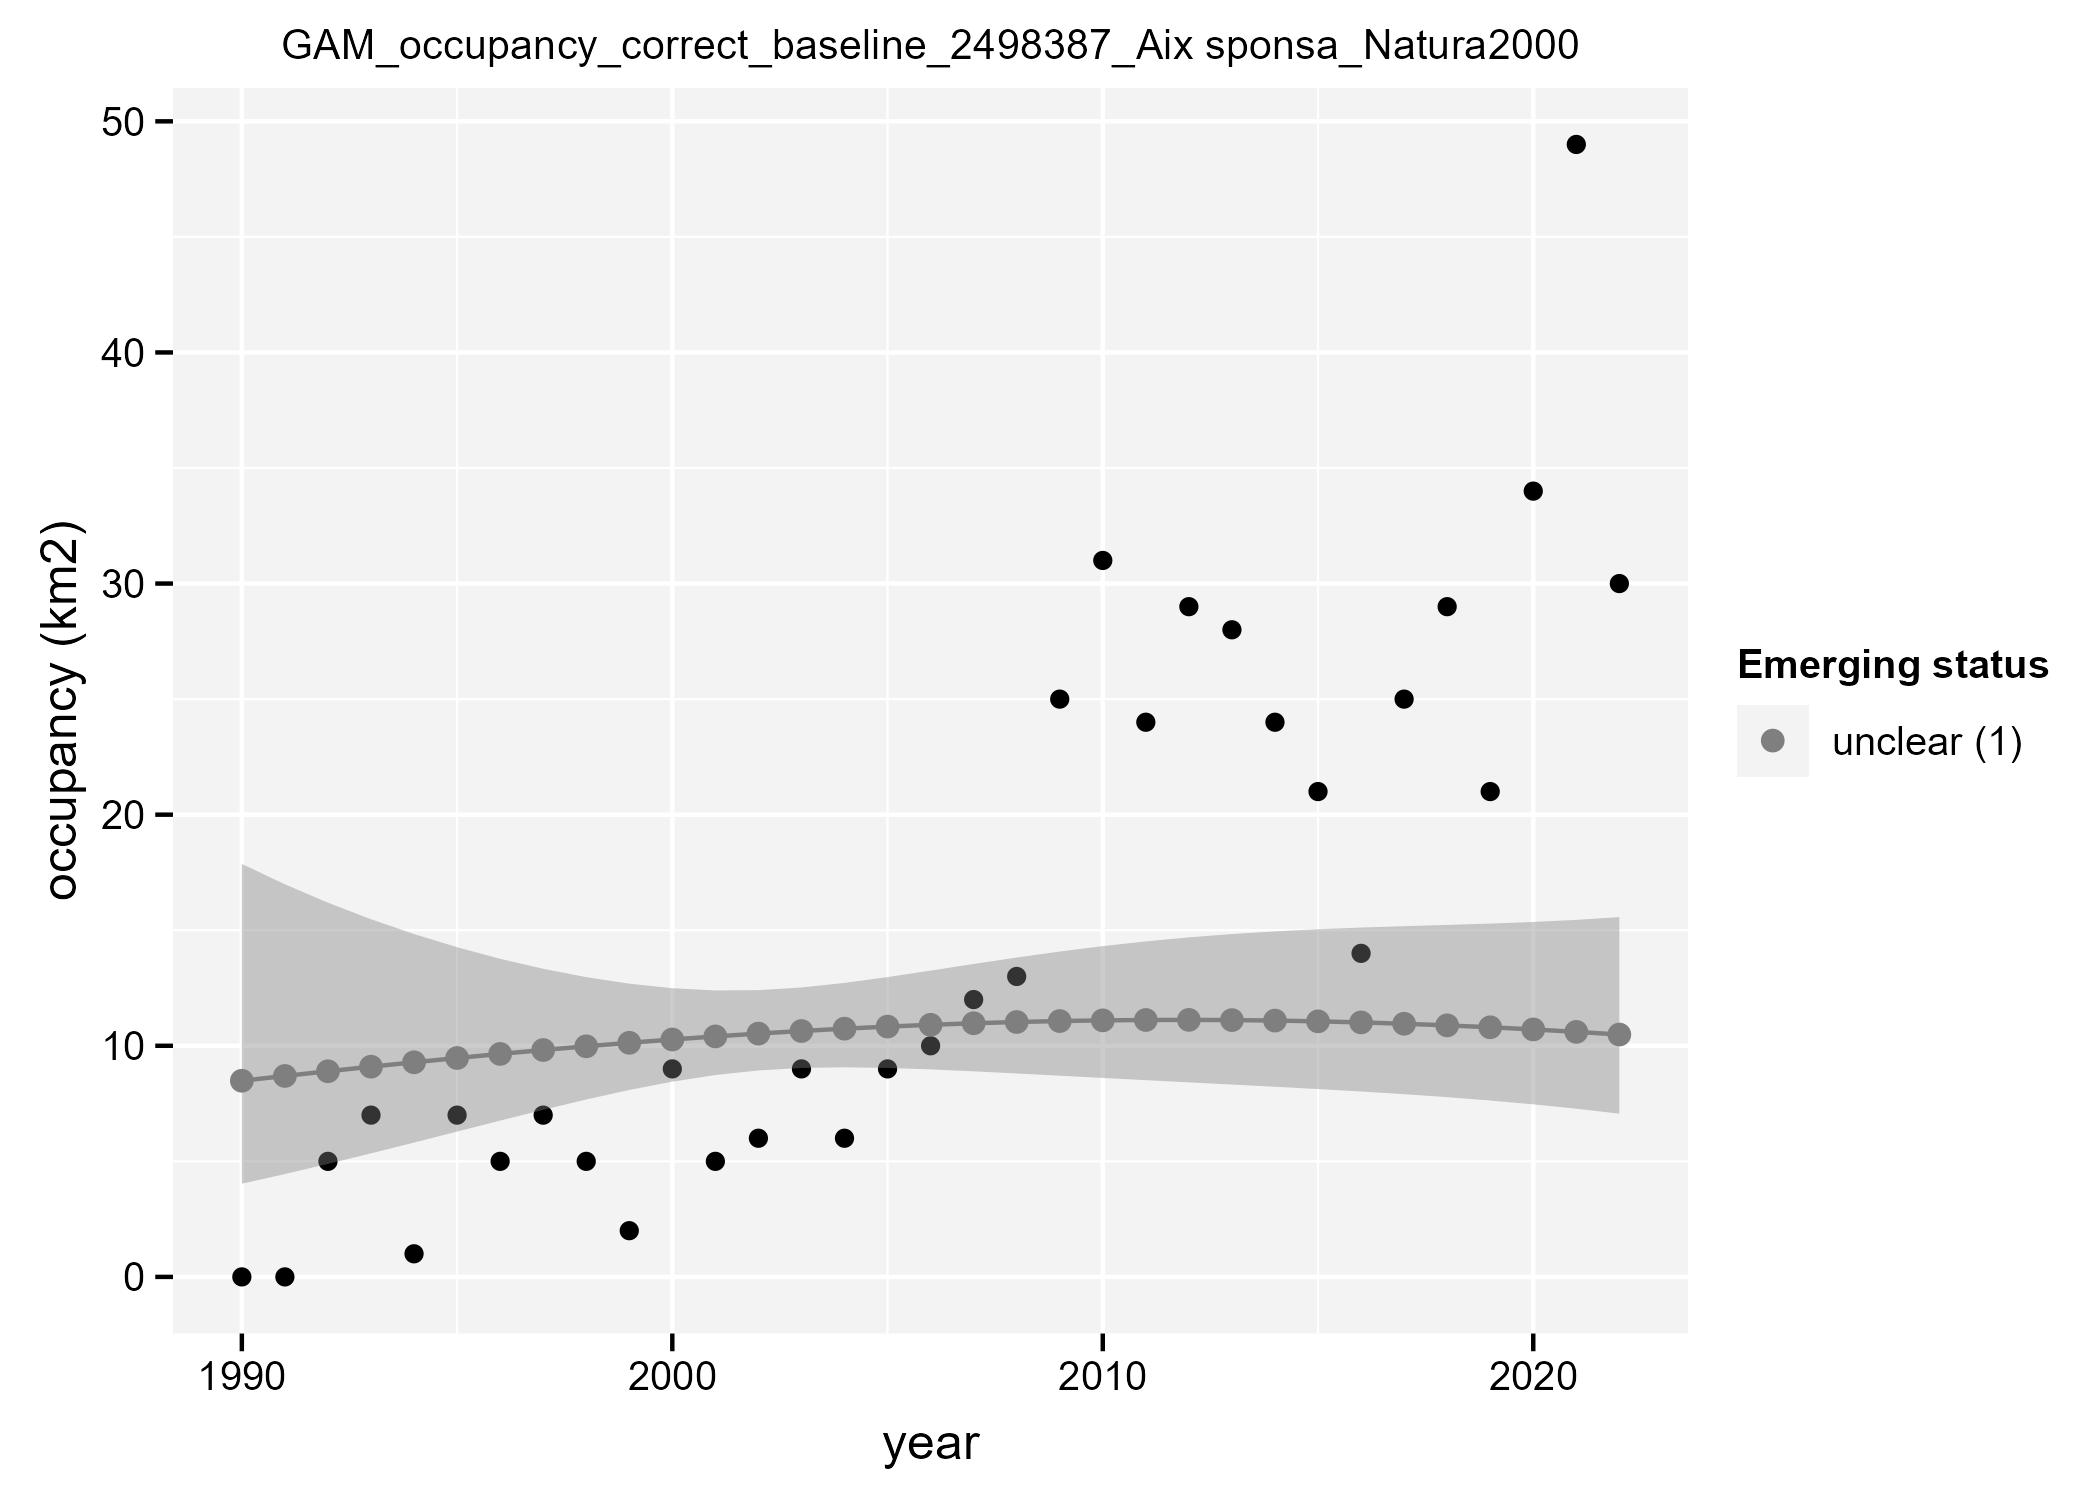 GAM_occupancy_correct_baseline_2498387_Aix sponsa_Natura2000
50
40
30
20
10
0
occupancy (km2)
1990 2000 2010 2020
year
Emerging status
unclear (1)